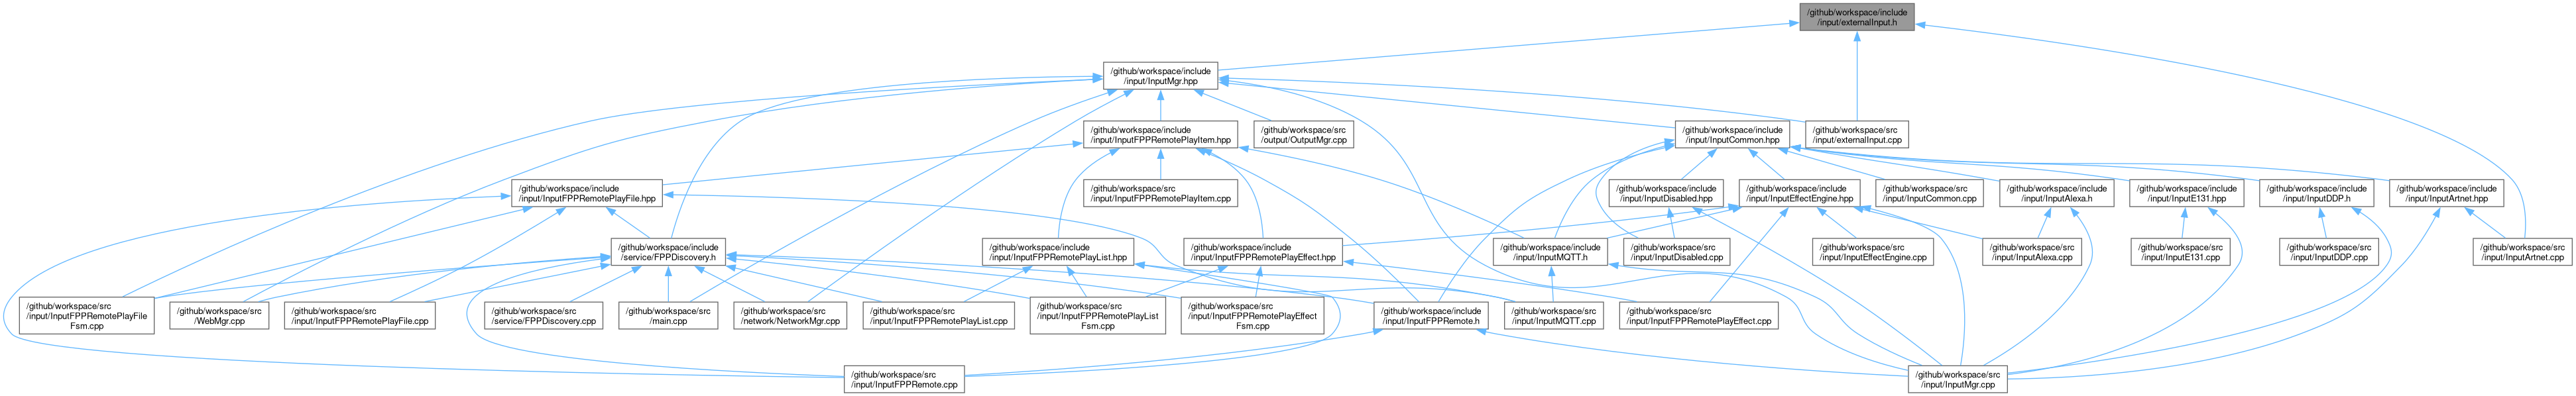 /github/workspace/include
/input/externalInput.h
/github/workspace/include
/input/InputMgr.hpp
/github/workspace/include
/input/InputFPPRemotePlayItem.hpp
/github/workspace/src
/output/OutputMgr.cpp
/github/workspace/include
/input/InputCommon.hpp
/github/workspace/src
/input/externalInput.cpp
/github/workspace/include
/input/InputFPPRemotePlayFile.hpp
/github/workspace/src
/input/InputFPPRemotePlayItem.cpp
/github/workspace/include
/input/InputDisabled.hpp
/github/workspace/include
/input/InputEffectEngine.hpp
/github/workspace/src
/input/InputCommon.cpp
/github/workspace/include
/input/InputAlexa.h
/github/workspace/include
/input/InputE131.hpp
/github/workspace/include
/input/InputDDP.h
/github/workspace/include
/input/InputArtnet.hpp
/github/workspace/include
/service/FPPDiscovery.h
/github/workspace/include
/input/InputFPPRemotePlayList.hpp
/github/workspace/include
/input/InputFPPRemotePlayEffect.hpp
/github/workspace/include
/input/InputMQTT.h
/github/workspace/src
/input/InputDisabled.cpp
/github/workspace/src
/input/InputEffectEngine.cpp
/github/workspace/src
/input/InputAlexa.cpp
/github/workspace/src
/input/InputE131.cpp
/github/workspace/src
/input/InputDDP.cpp
/github/workspace/src
/input/InputArtnet.cpp
/github/workspace/src
/input/InputFPPRemotePlayFile
Fsm.cpp
/github/workspace/src
/WebMgr.cpp
/github/workspace/src
/input/InputFPPRemotePlayFile.cpp
/github/workspace/src
/service/FPPDiscovery.cpp
/github/workspace/src
/main.cpp
/github/workspace/src
/network/NetworkMgr.cpp
/github/workspace/src
/input/InputFPPRemotePlayList.cpp
/github/workspace/src
/input/InputFPPRemotePlayList
Fsm.cpp
/github/workspace/src
/input/InputFPPRemotePlayEffect
Fsm.cpp
/github/workspace/include
/input/InputFPPRemote.h
/github/workspace/src
/input/InputMQTT.cpp
/github/workspace/src
/input/InputFPPRemotePlayEffect.cpp
/github/workspace/src
/input/InputFPPRemote.cpp
/github/workspace/src
/input/InputMgr.cpp